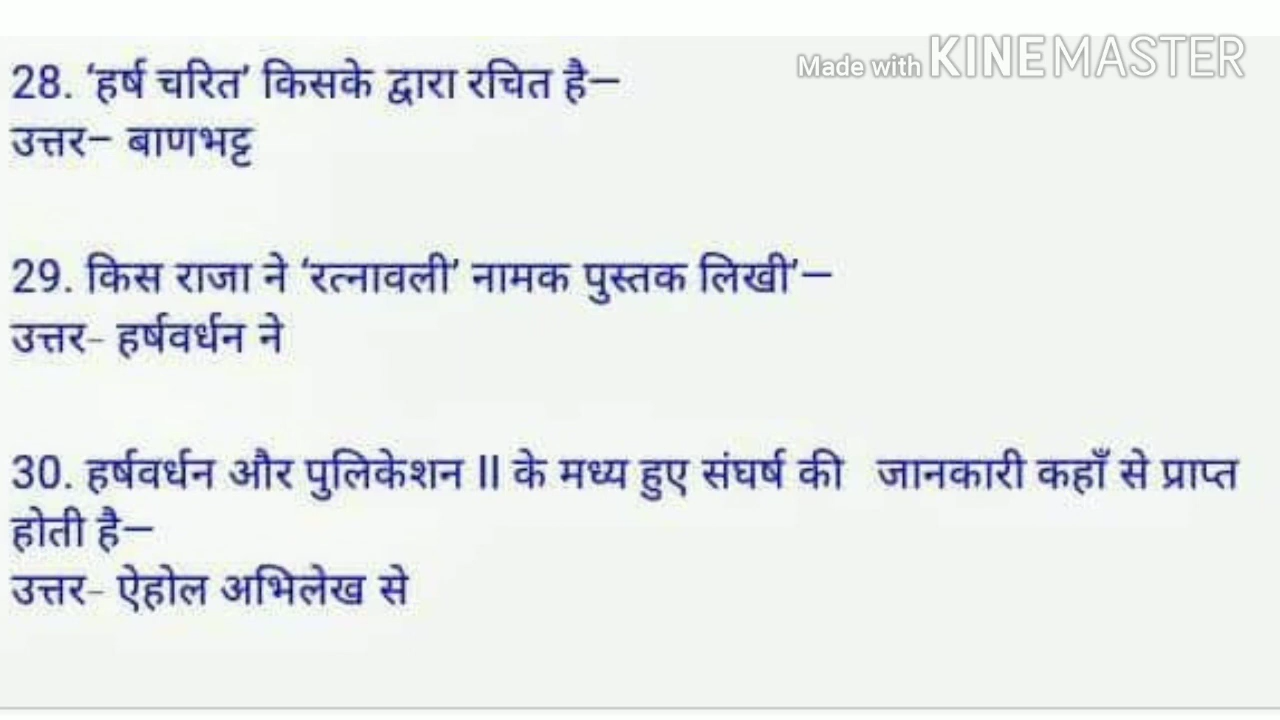 Made with KINEMASTER
28. ‘हर्ष चरित’ किसके द्वारा रचित है–
उत्तर– बाणभट्ट
29. किस राजा ने ‘रत्नावली’ नामक पुस्तक लिखी’–
उत्तर- हर्षवर्धन ने
30. हर्षवर्धन और पुलिकेशन II के मध्य हुए संघर्ष की जानकारी कहाँ से प्राप्त
होती है–
उत्तर- ऐहोल अभिलेख से